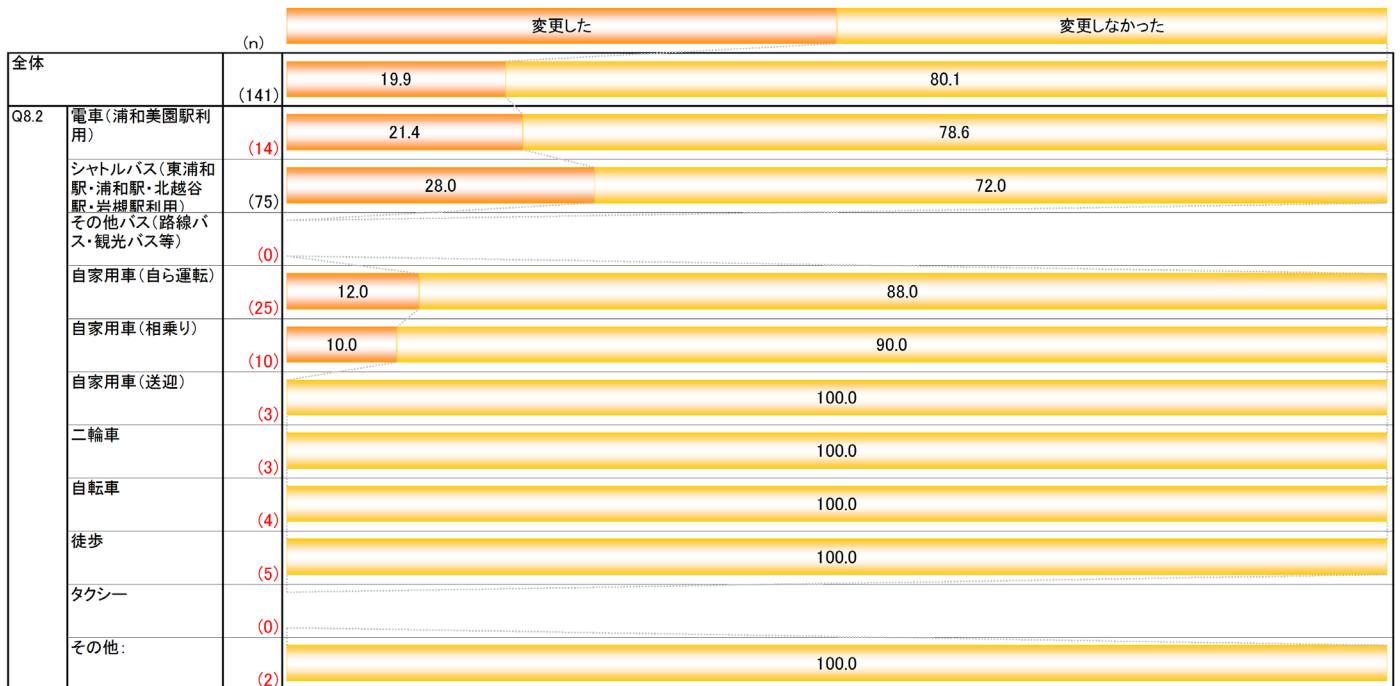 変更した 変更しなかった
(n)
全体
(141)
19.9 80.1
Q8.2
電車(浦和美園駅利
用)
(14)
21.4 78.6
シャトルバス(東浦和
駅・浦和駅・北越谷
駅・岩槻駅利用)
(75)
28.0 72.0
その他バス(路線バ
ス・観光バス等)
(0)
自家用車(自ら運転)
(25)
12.0 88.0
自家用車(相乗り)
(10)
10.0 90.0
自家用車(送迎)
(3)
100.0
二輪車
(3)
100.0
自転車
(4)
100.0
徒歩
(5)
100.0
タクシー
(0)
その他:
(2)
100.0